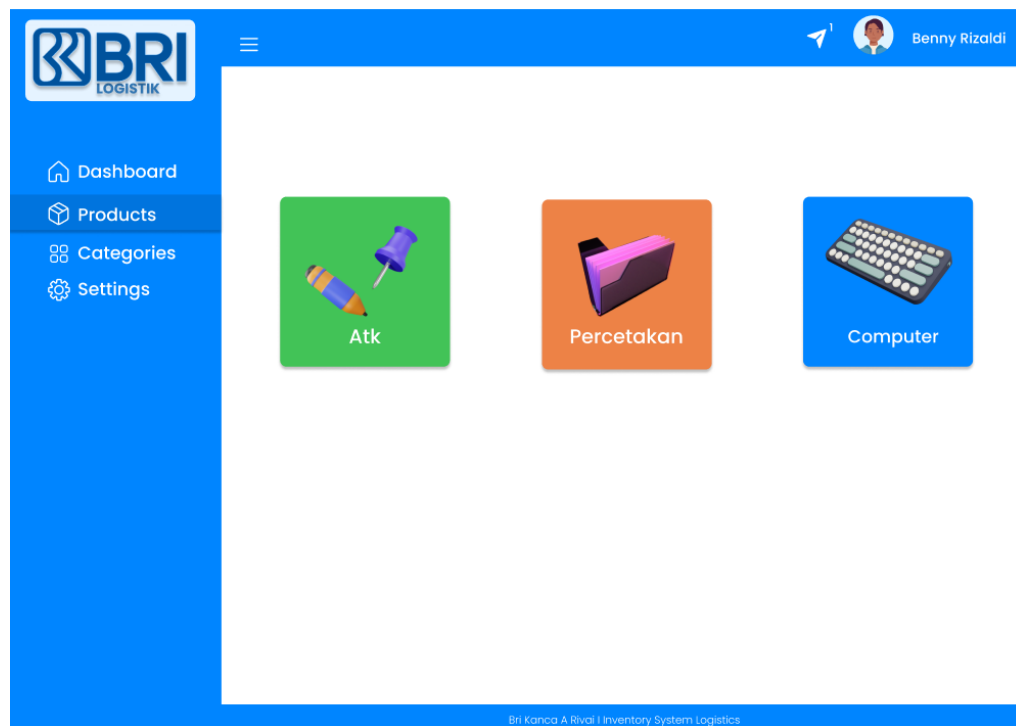 BRI
LOGISTIK
1
Benny Rizaldi
Dashboard
Products
Categories
Settings
Atk
Percetakan
Computer
Bri Kanca A Rivai I Inventory System Logistics